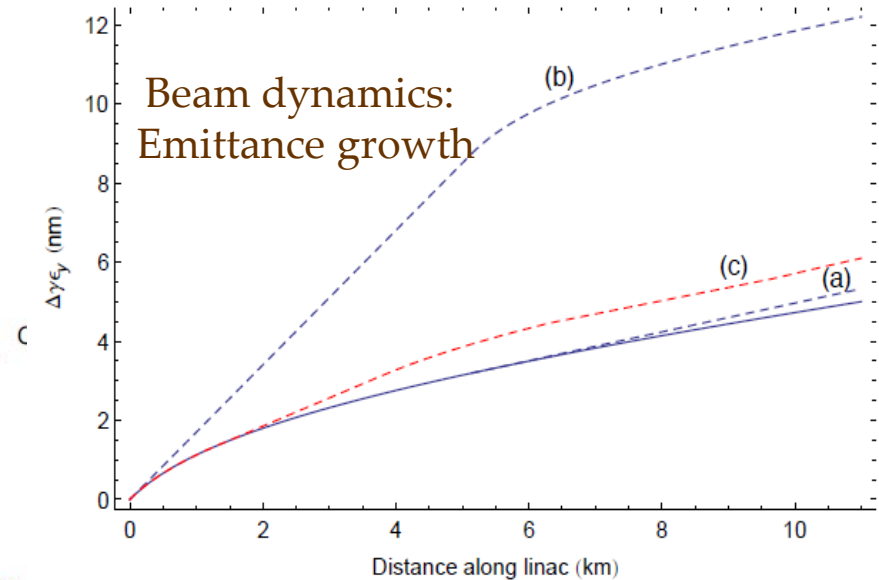 12
10
8
6
4
2
0
Δγϵy (nm)
Beam dynamics:
Emittance growth
(b)
(c)
(a)
0 2 4 6 8 10
Distance along linac (km)